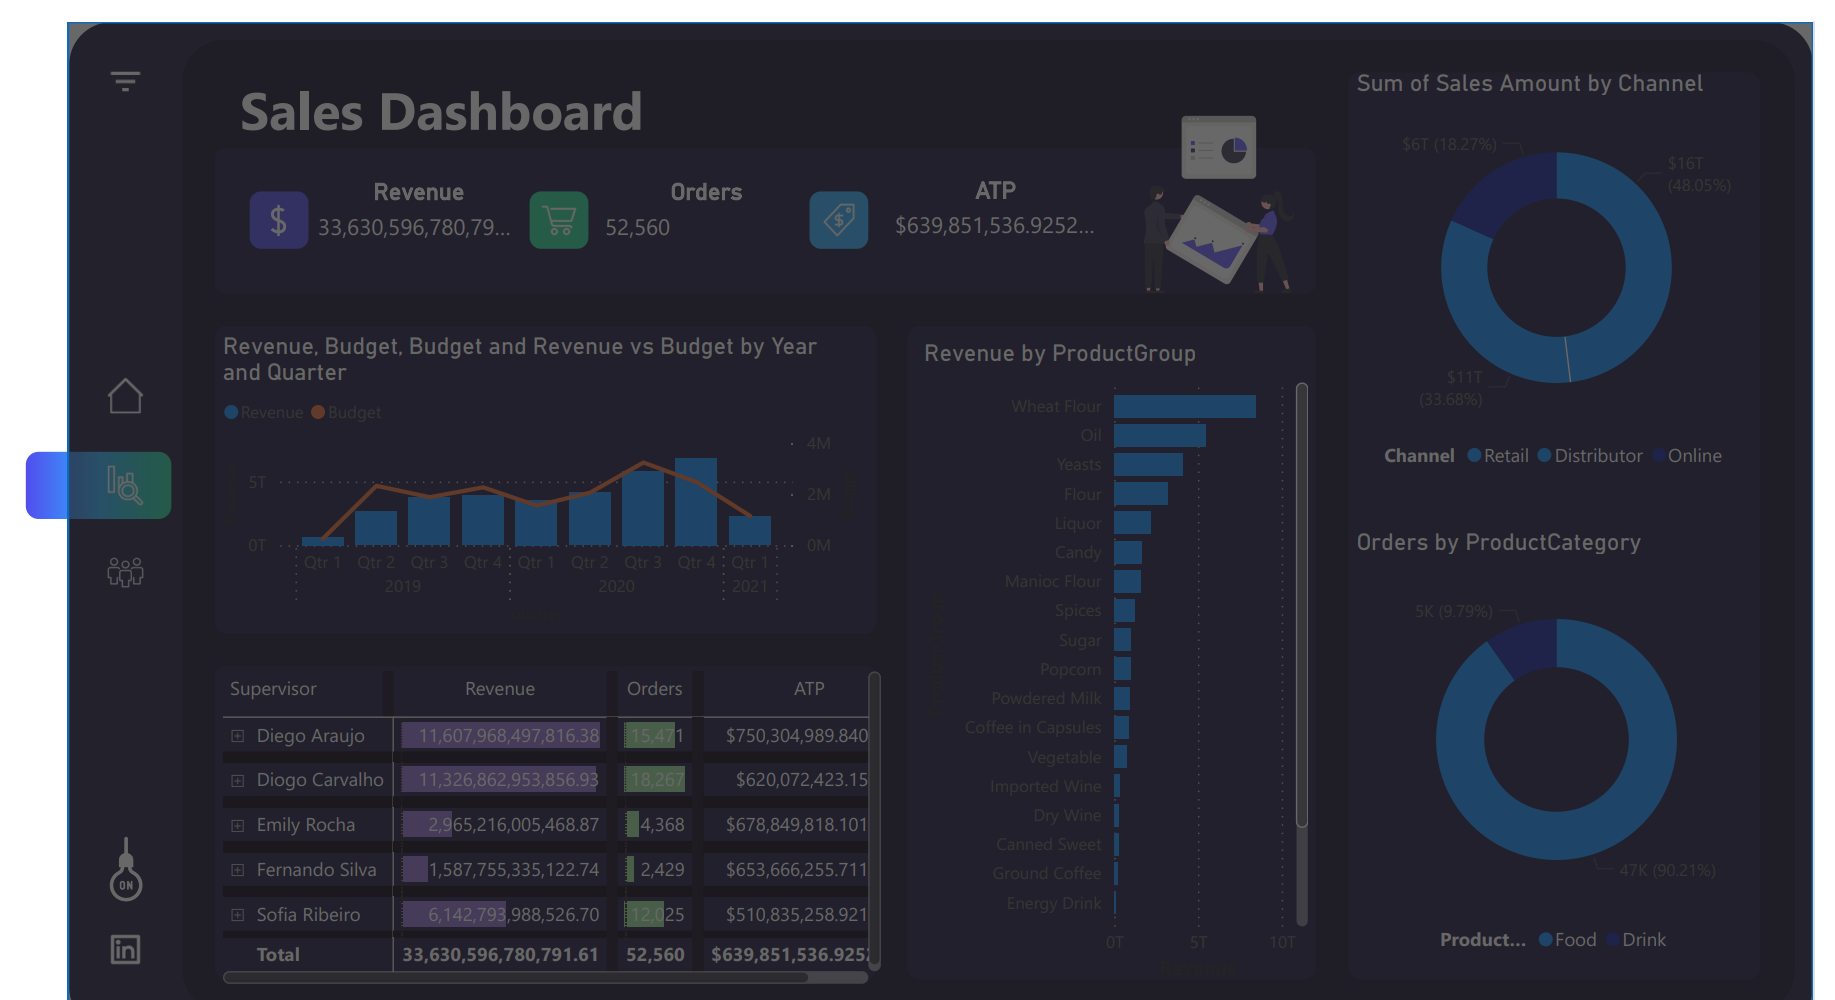 Sales Dashboard
Revenue
33,630,596,780,79...
Orders
52,560
ATP
$639,851,536.9252...
Revenue, Budget, Budget and Revenue vs Budget by Year
and Quarter
Revenue Budget
4M
5T
2M
0T
0M
Qtr 1 Qtr 2 Qtr 3 Qtr 4 Qtr 1 Qtr 2 Qtr 3 Qtr 4 Qtr 1
2019 2020 2021
Supervisor Revenue Orders ATP
Diego Araujo 11,607,968,497,816.38 15,471 $750,304,989.840
Diogo Carvalho 11,326,862,953,856.93 18,267 $620,072,423.15
Emily Rocha 2,965,216,005,468.87 4,368 $678,849,818.101
Fernando Silva 1,587,755,335,122.74 2,429 $653,666,255.711
Sofia Ribeiro 6,142,793,988,526.70 12,025 $510,835,258.921
Total 33,630,596,780,791.61 52,560 $639,851,536.925
Revenue by ProductGroup
Wheat Flour
Oil
Yeasts
Flour
Liquor
Candy
Manioc Flour
Spices
Sugar
Popcorn
Powdered Milk
Coffee in Capsules
Vegetable
Imported Wine
Dry Wine
Canned Sweet
Ground Coffee
Energy Drink
0T 5T 10T
Sum of Sales Amount by Channel
$6T (18.27%)
$16T
(48.05%)
$11T
(33.68%)
Channel Retail Distributor Online
Orders by ProductCategory
5K (9.79%)
47K (90.21%)
Product... Food Drink
ON
in